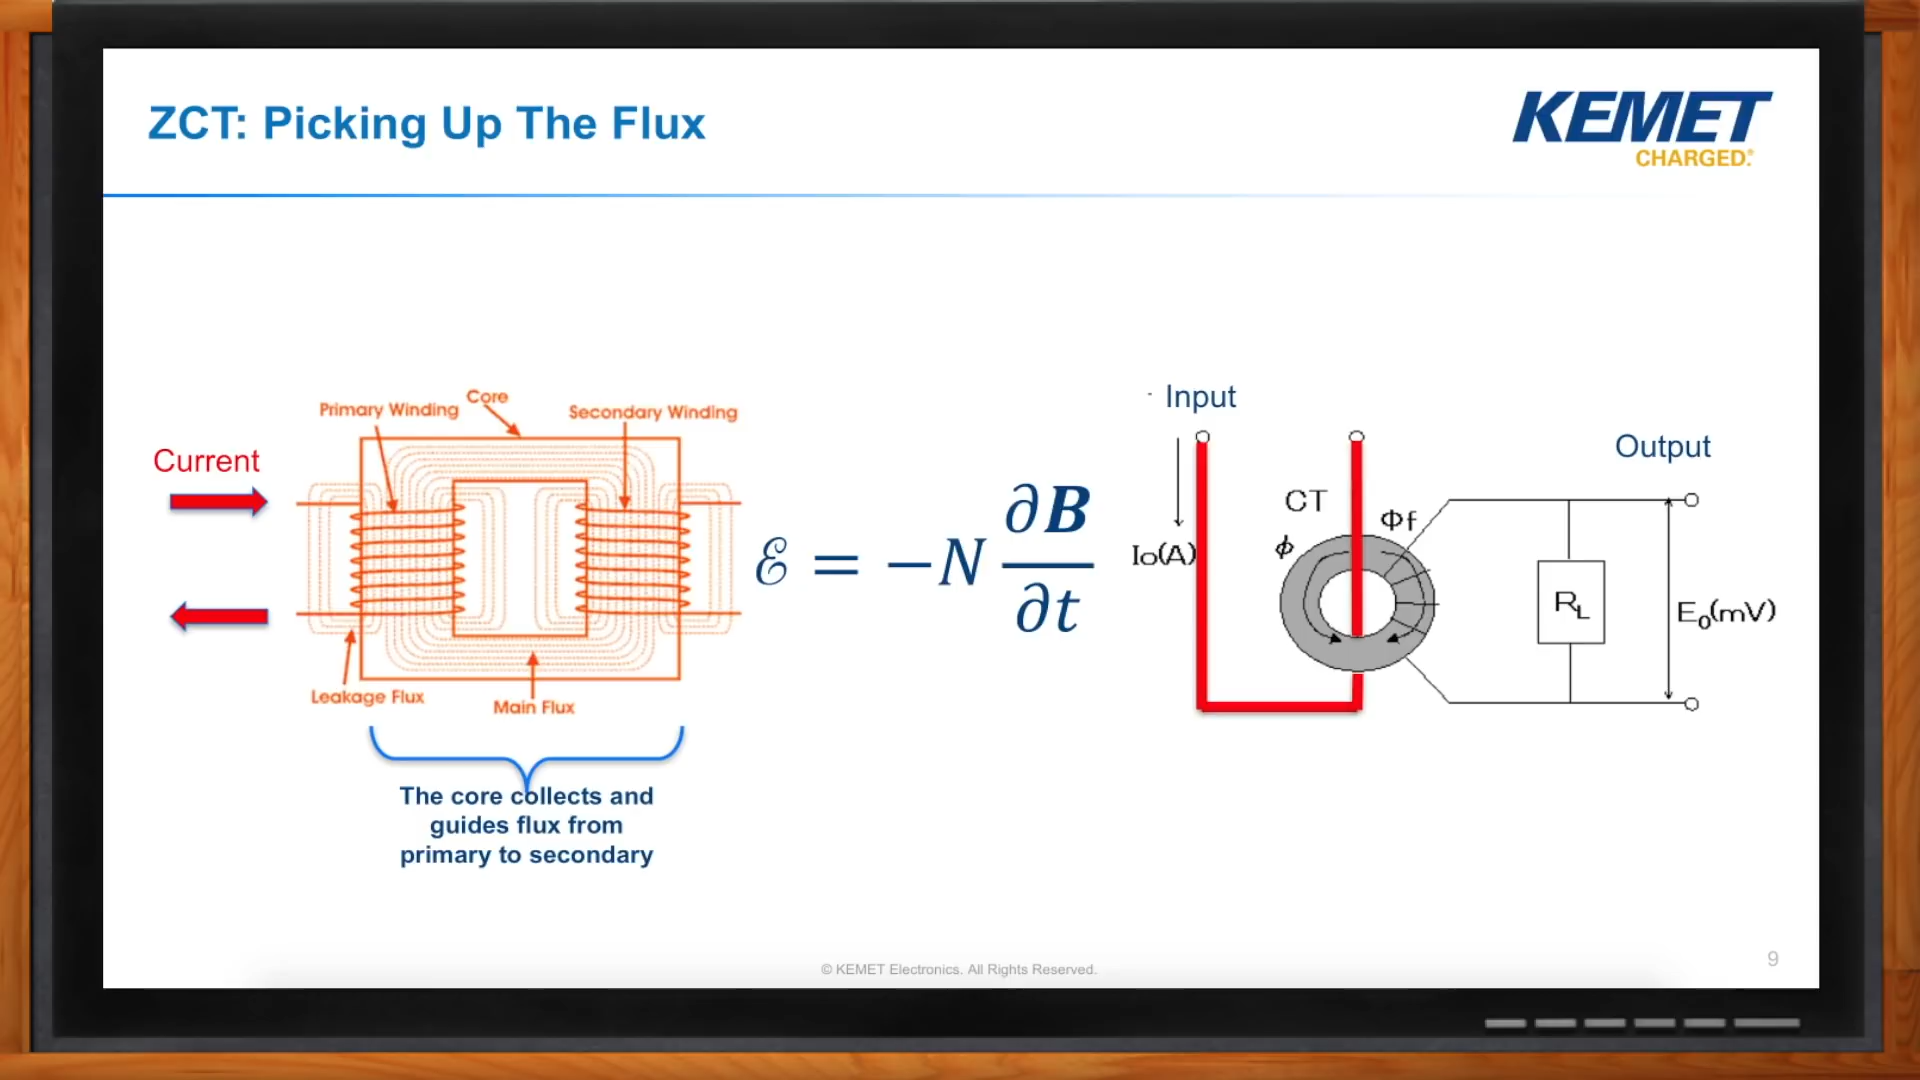 ZCT: Picking Up The Flux
KEMET
CHARGED.®
Primary Winding
Core
Secondary Winding
Current
Leakage Flux
Main Flux
The core collects and
guides flux from
primary to secondary
ℰ = −N ∂B/∂t
Input
Output
CT
Φf
ϕ
Io(A)
RL
E0(mV)
© KEMET Electronics. All Rights Reserved.
9